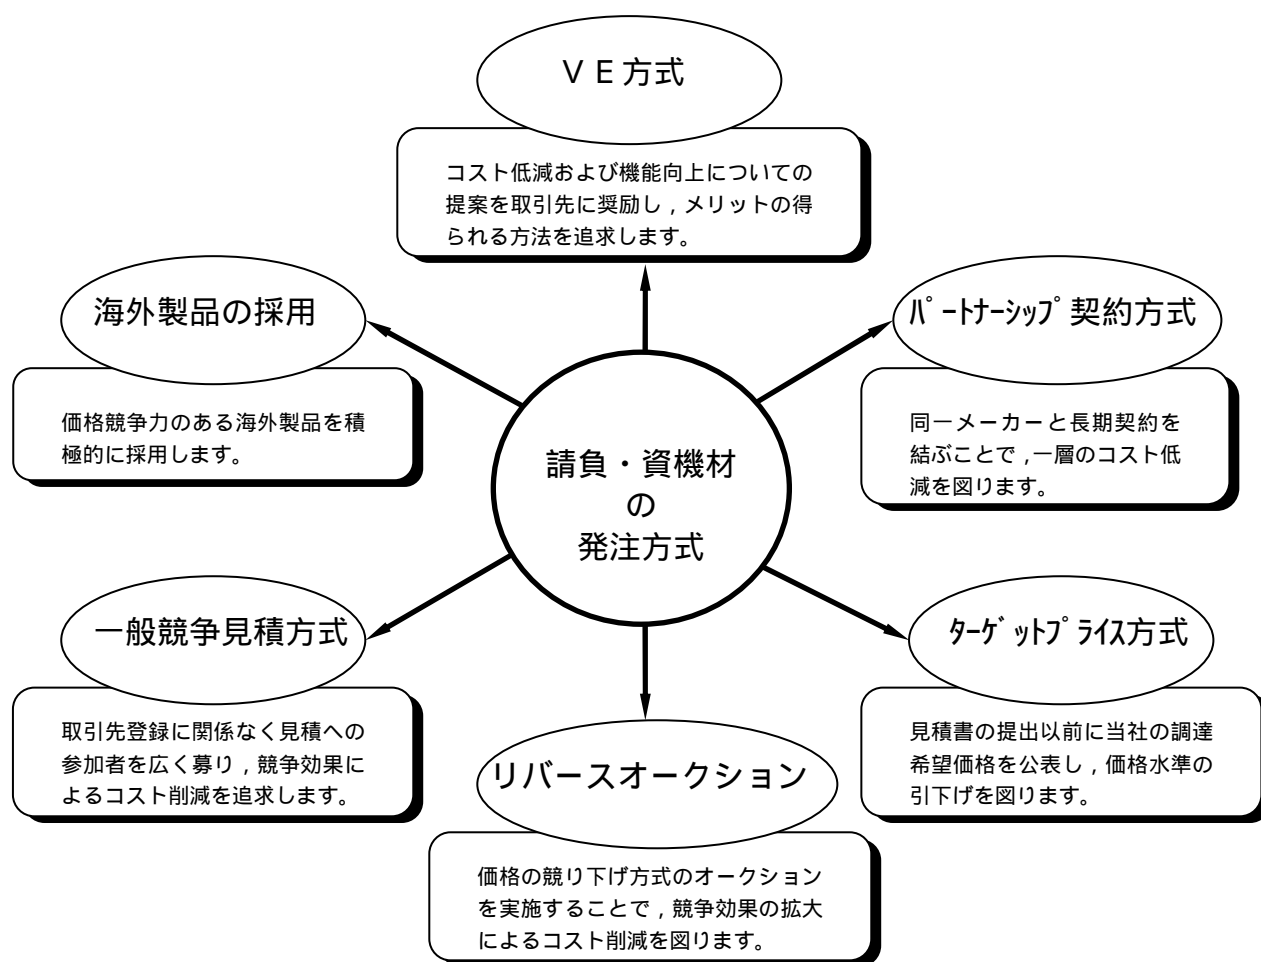 ＶＥ方式
コスト低減および機能向上についての
提案を取引先に奨励し，メリットの得
られる方法を追求します。
海外製品の採用
価格競争力のある海外製品を積
極的に採用します。
ﾊﾟｰﾄﾅｰｼｯﾌﾟ契約方式
同一メーカーと長期契約を
結ぶことで，一層のコスト低
減を図ります。
請負・資機材
の
発注方式
一般競争見積方式
取引先登録に関係なく見積への
参加者を広く募り，競争効果に
よるコスト削減を追求します。
ﾀｰｹﾞｯﾄﾌﾟﾗｲｽ方式
見積書の提出以前に当社の調達
希望価格を公表し，価格水準の
引下げを図ります。
リバースオークション
価格の競り下げ方式のオークション
を実施することで，競争効果の拡大
によるコスト削減を図ります。